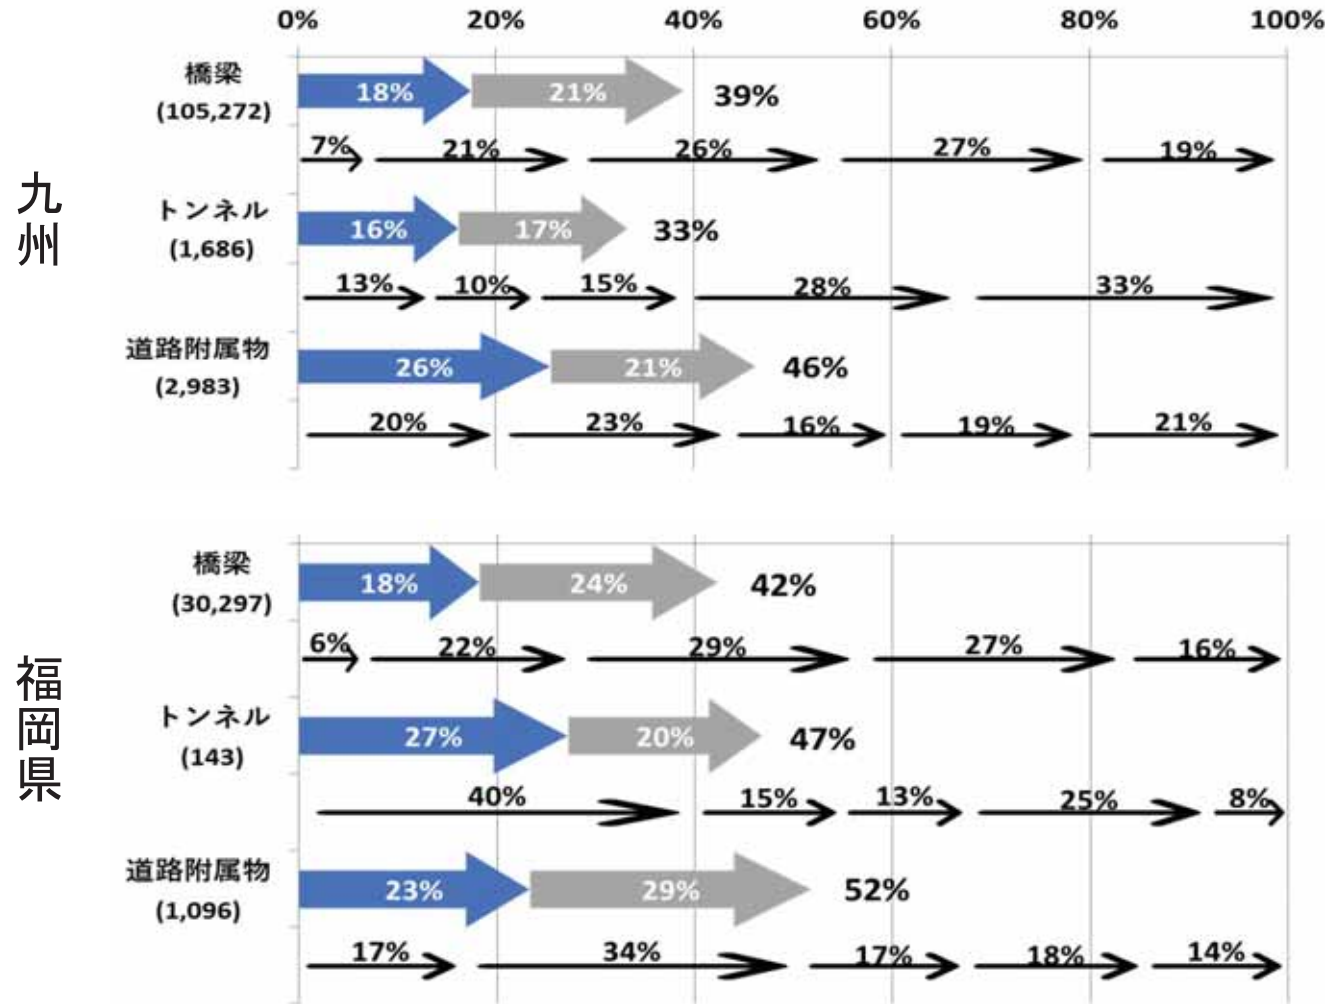 0% 20% 40% 60% 80% 100%
九州
橋梁
(105,272)
18% 21% 39%
7% 21% 26% 27% 19%
トンネル
(1,686)
16% 17% 33%
13% 10% 15% 28% 33%
道路附属物
(2,983)
26% 21% 46%
20% 23% 16% 19% 21%
福岡県
橋梁
(30,297)
18% 24% 42%
6% 22% 29% 27% 16%
トンネル
(143)
27% 20% 47%
40% 15% 13% 25% 8%
道路附属物
(1,096)
23% 29% 52%
17% 34% 17% 18% 14%